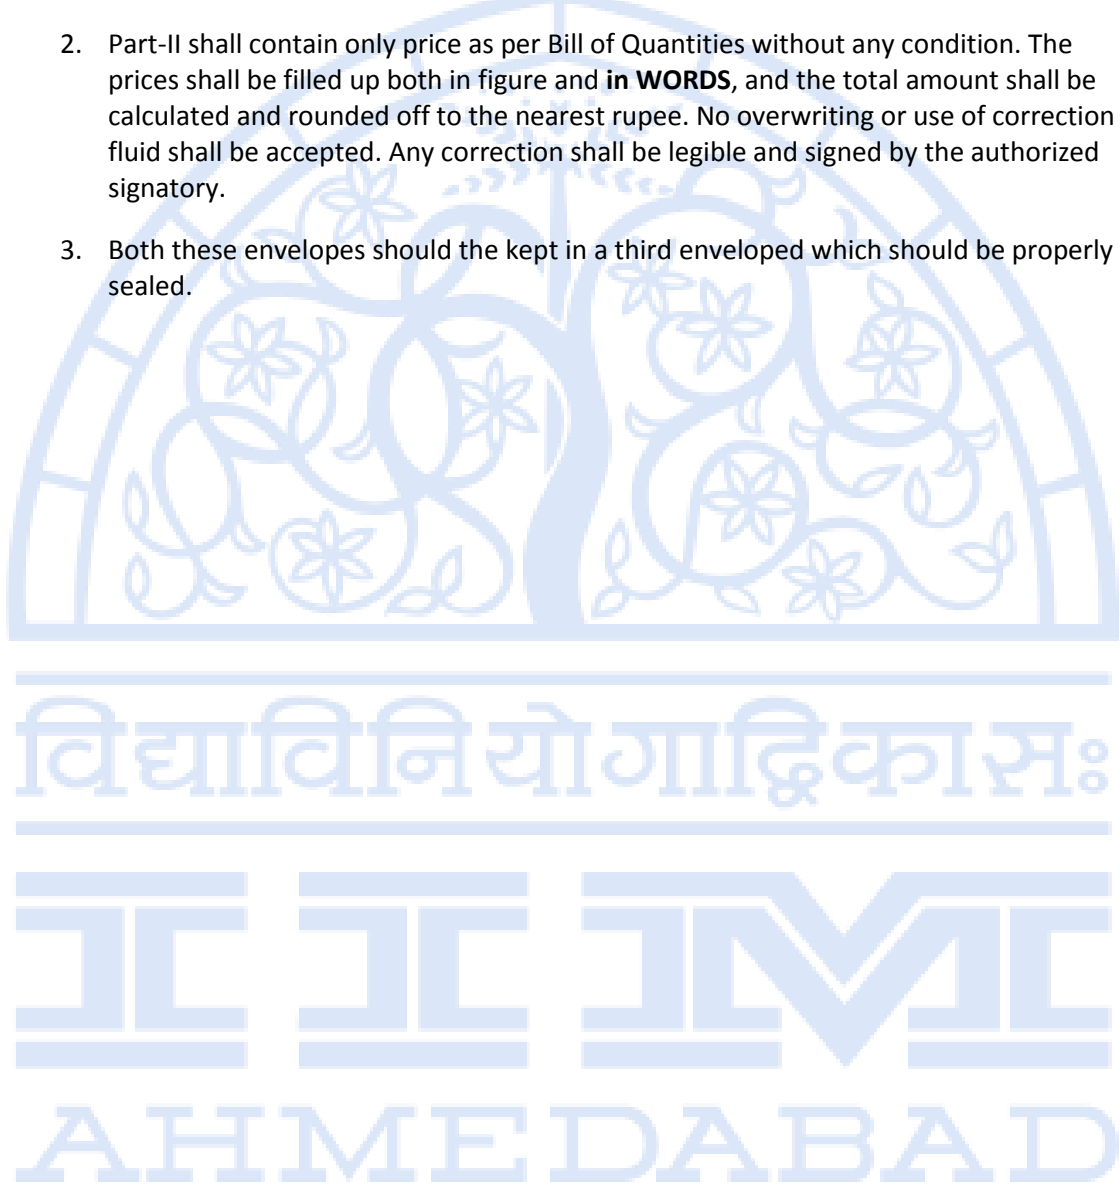 2. Part-II shall contain only price as per Bill of Quantities without any condition. The
prices shall be filled up both in figure and in WORDS, and the total amount shall be
calculated and rounded off to the nearest rupee. No overwriting or use of correction
fluid shall be accepted. Any correction shall be legible and signed by the authorized
signatory.
3. Both these envelopes should the kept in a third enveloped which should be properly
sealed.
विद्याविनियोगाद्विकासः
IIM
AHMEDABAD